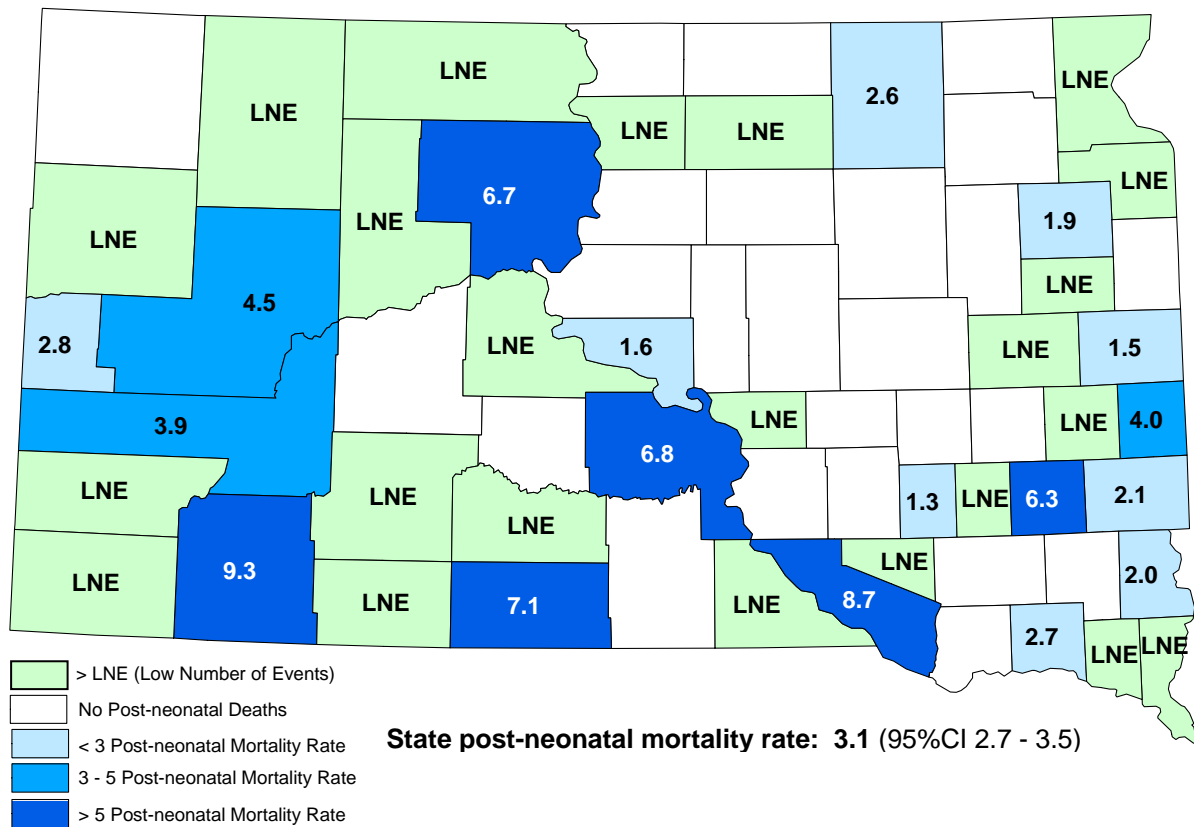 LNE
LNE
2.6
LNE
LNE
LNE
6.7
LNE
LNE
LNE
1.9
LNE
4.5
LNE
2.8
LNE
1.6
LNE
1.5
3.9
LNE
LNE
4.0
6.8
LNE
LNE
LNE
1.3
LNE
6.3
2.1
LNE
9.3
LNE
7.1
LNE
8.7
LNE
2.0
2.7
LNE
LNE
> LNE (Low Number of Events)
No Post-neonatal Deaths
< 3 Post-neonatal Mortality Rate
State post-neonatal mortality rate: 3.1 (95%CI 2.7 - 3.5)
3 - 5 Post-neonatal Mortality Rate
> 5 Post-neonatal Mortality Rate